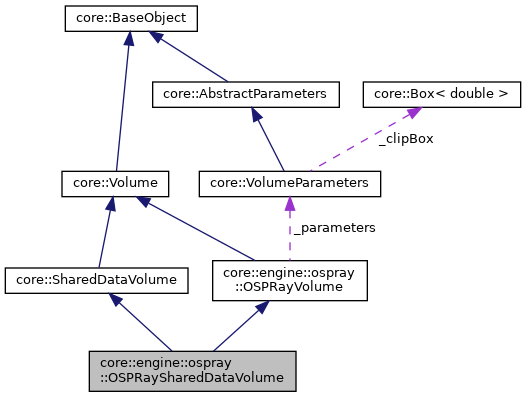 core::BaseObject
core::AbstractParameters
core::Box< double >
_clipBox
core::Volume
core::VolumeParameters
_parameters
core::SharedDataVolume
core::engine::ospray
::OSPRayVolume
core::engine::ospray
::OSPRaySharedDataVolume